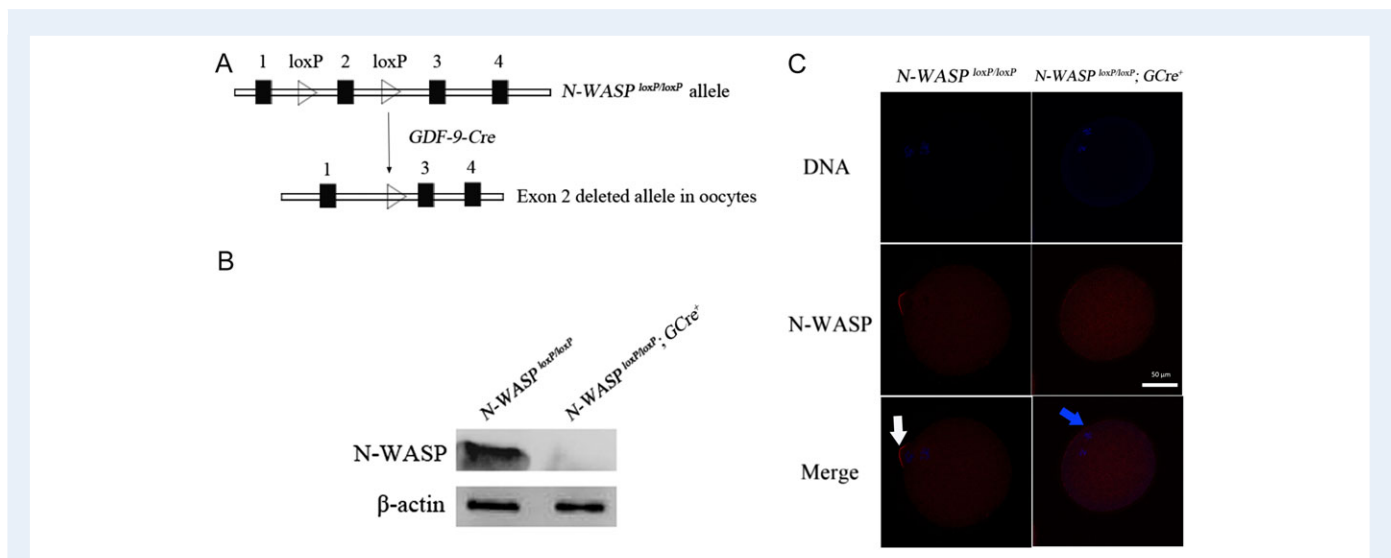 A
1 loxP 2 loxP 3 4
N-WASP loxP/loxP allele
GDF-9-Cre
1 3 4
Exon 2 deleted allele in oocytes
B
N-WASP loxP/loxP
N-WASP loxP/loxP; GCre+
N-WASP
β-actin
C
N-WASP loxP/loxP
N-WASP loxP/loxP; GCre+
DNA
N-WASP
50 µm
Merge